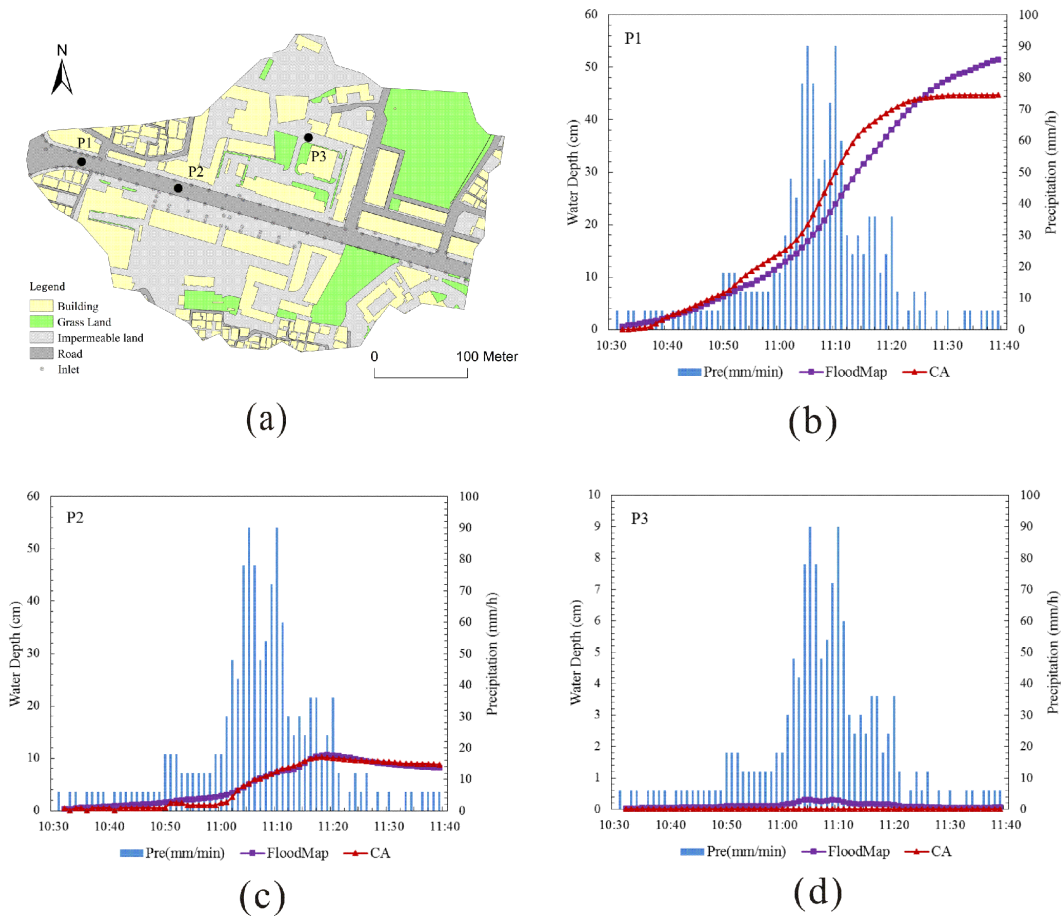 N
P1
P2
P3
Legend
Building
Grass Land
Impermeable land
Road
Inlet
0 100 Meter
(a)
P1
Water Depth (cm)
60
50
40
30
20
10
0
Precipitation (mm/h)
100
90
80
70
60
50
40
30
20
10
0
10:30 10:40 10:50 11:00 11:10 11:20 11:30 11:40
Pre(mm/min) FloodMap CA
(b)
P2
Water Depth (cm)
60
50
40
30
20
10
0
Precipitation (mm/h)
100
90
80
70
60
50
40
30
20
10
0
10:30 10:40 10:50 11:00 11:10 11:20 11:30 11:40
Pre(mm/min) FloodMap CA
(c)
P3
Water Depth (cm)
10
9
8
7
6
5
4
3
2
1
0
Precipitation (mm/h)
100
90
80
70
60
50
40
30
20
10
0
10:30 10:40 10:50 11:00 11:10 11:20 11:30 11:40
Pre(mm/min) FloodMap CA
(d)